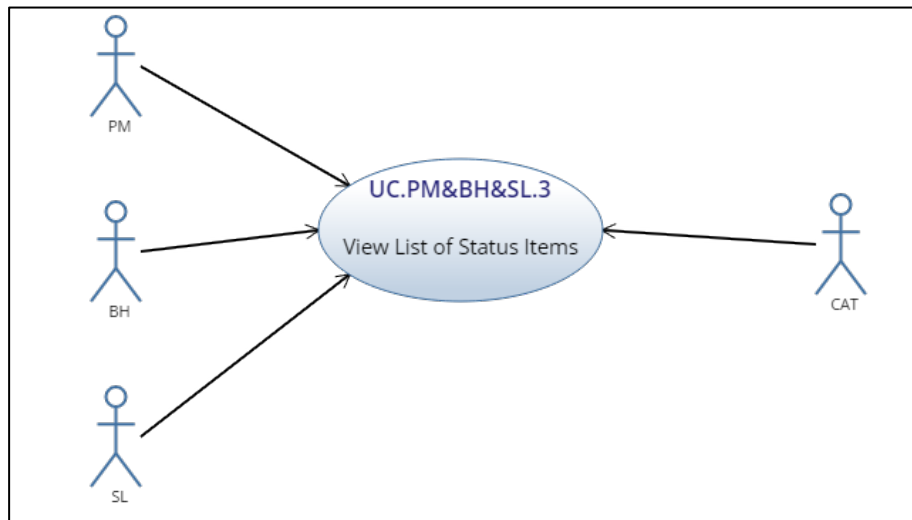 PM
UC.PM&BH&SL.3
View List of Status Items
BH
CAT
SL